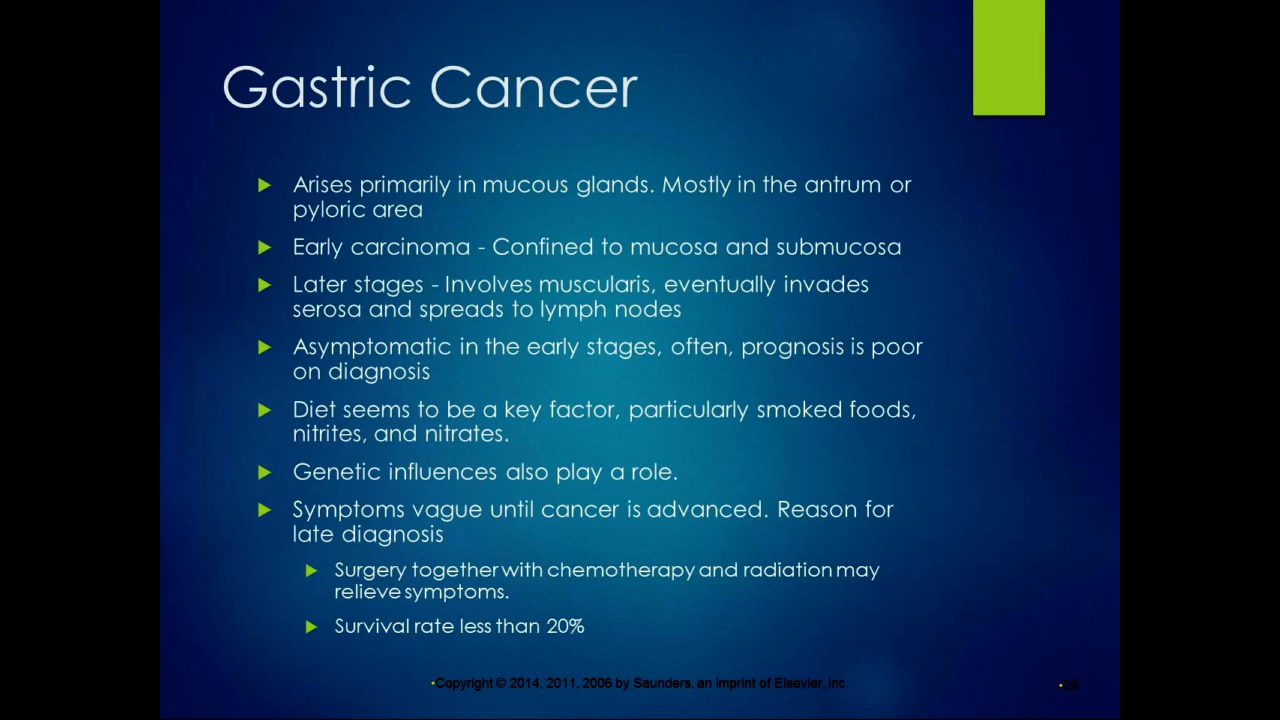 Gastric Cancer
Arises primarily in mucous glands. Mostly in the antrum or
pyloric area
Early carcinoma - Confined to mucosa and submucosa
Later stages - Involves muscularis, eventually invades
serosa and spreads to lymph nodes
Asymptomatic in the early stages, often, prognosis is poor
on diagnosis
Diet seems to be a key factor, particularly smoked foods,
nitrites, and nitrates.
Genetic influences also play a role.
Symptoms vague until cancer is advanced. Reason for
late diagnosis
Surgery together with chemotherapy and radiation may
relieve symptoms.
Survival rate less than 20%
•Copyright © 2014, 2011, 2006 by Saunders, an imprint of Elsevier, Inc.